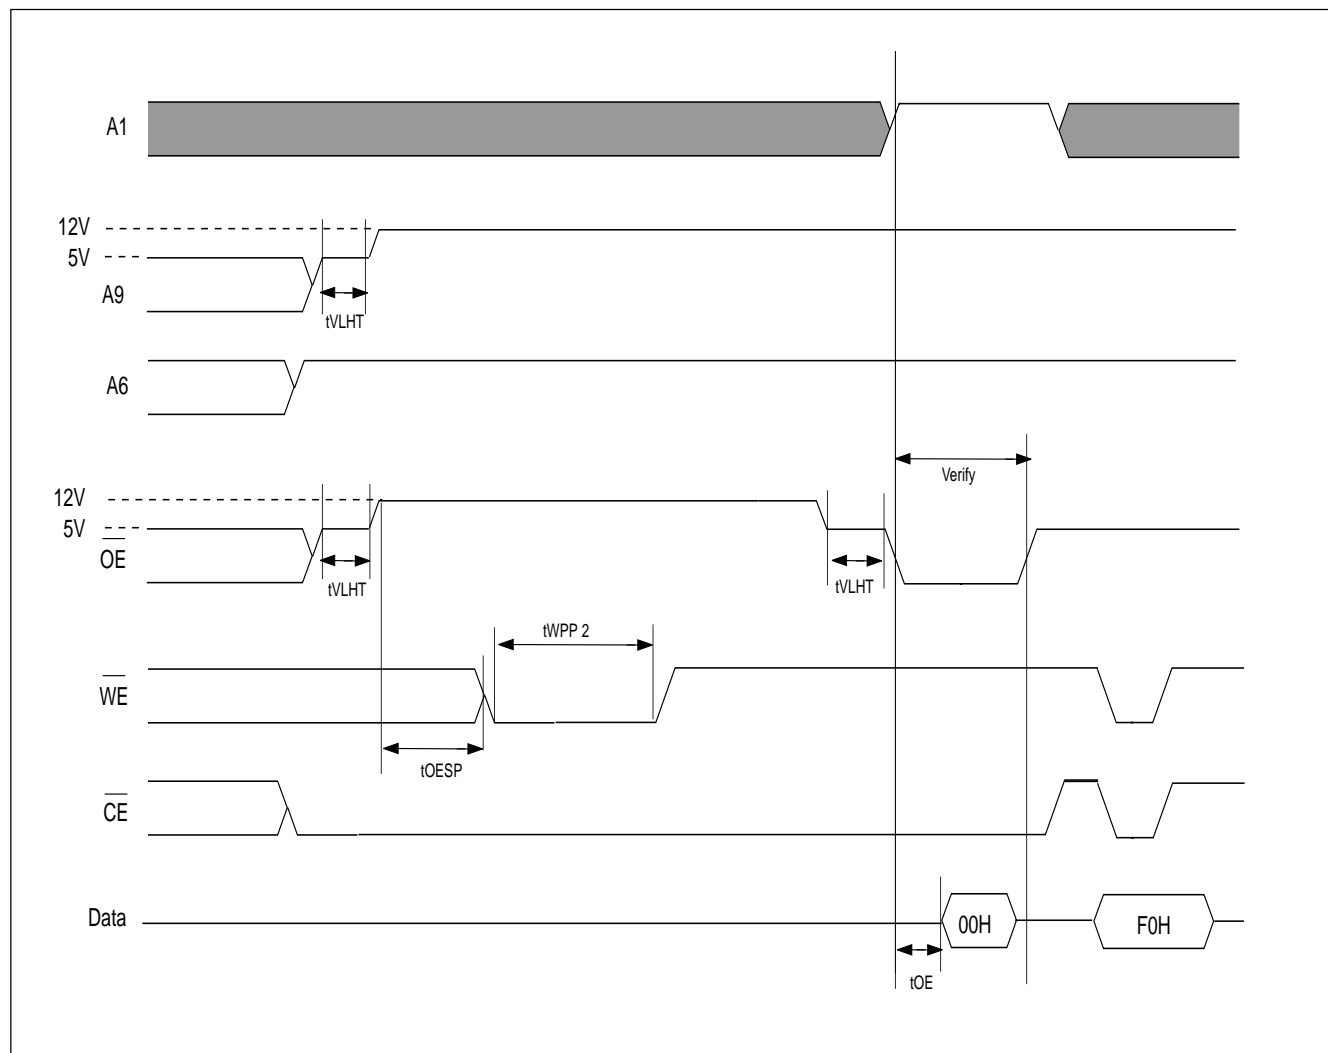 A1
12V
5V
A9
tVLHT
A6
Verify
12V
5V
OE
tVLHT
tVLHT
tWPP 2
WE
tOESP
CE
Data
00H
F0H
tOE